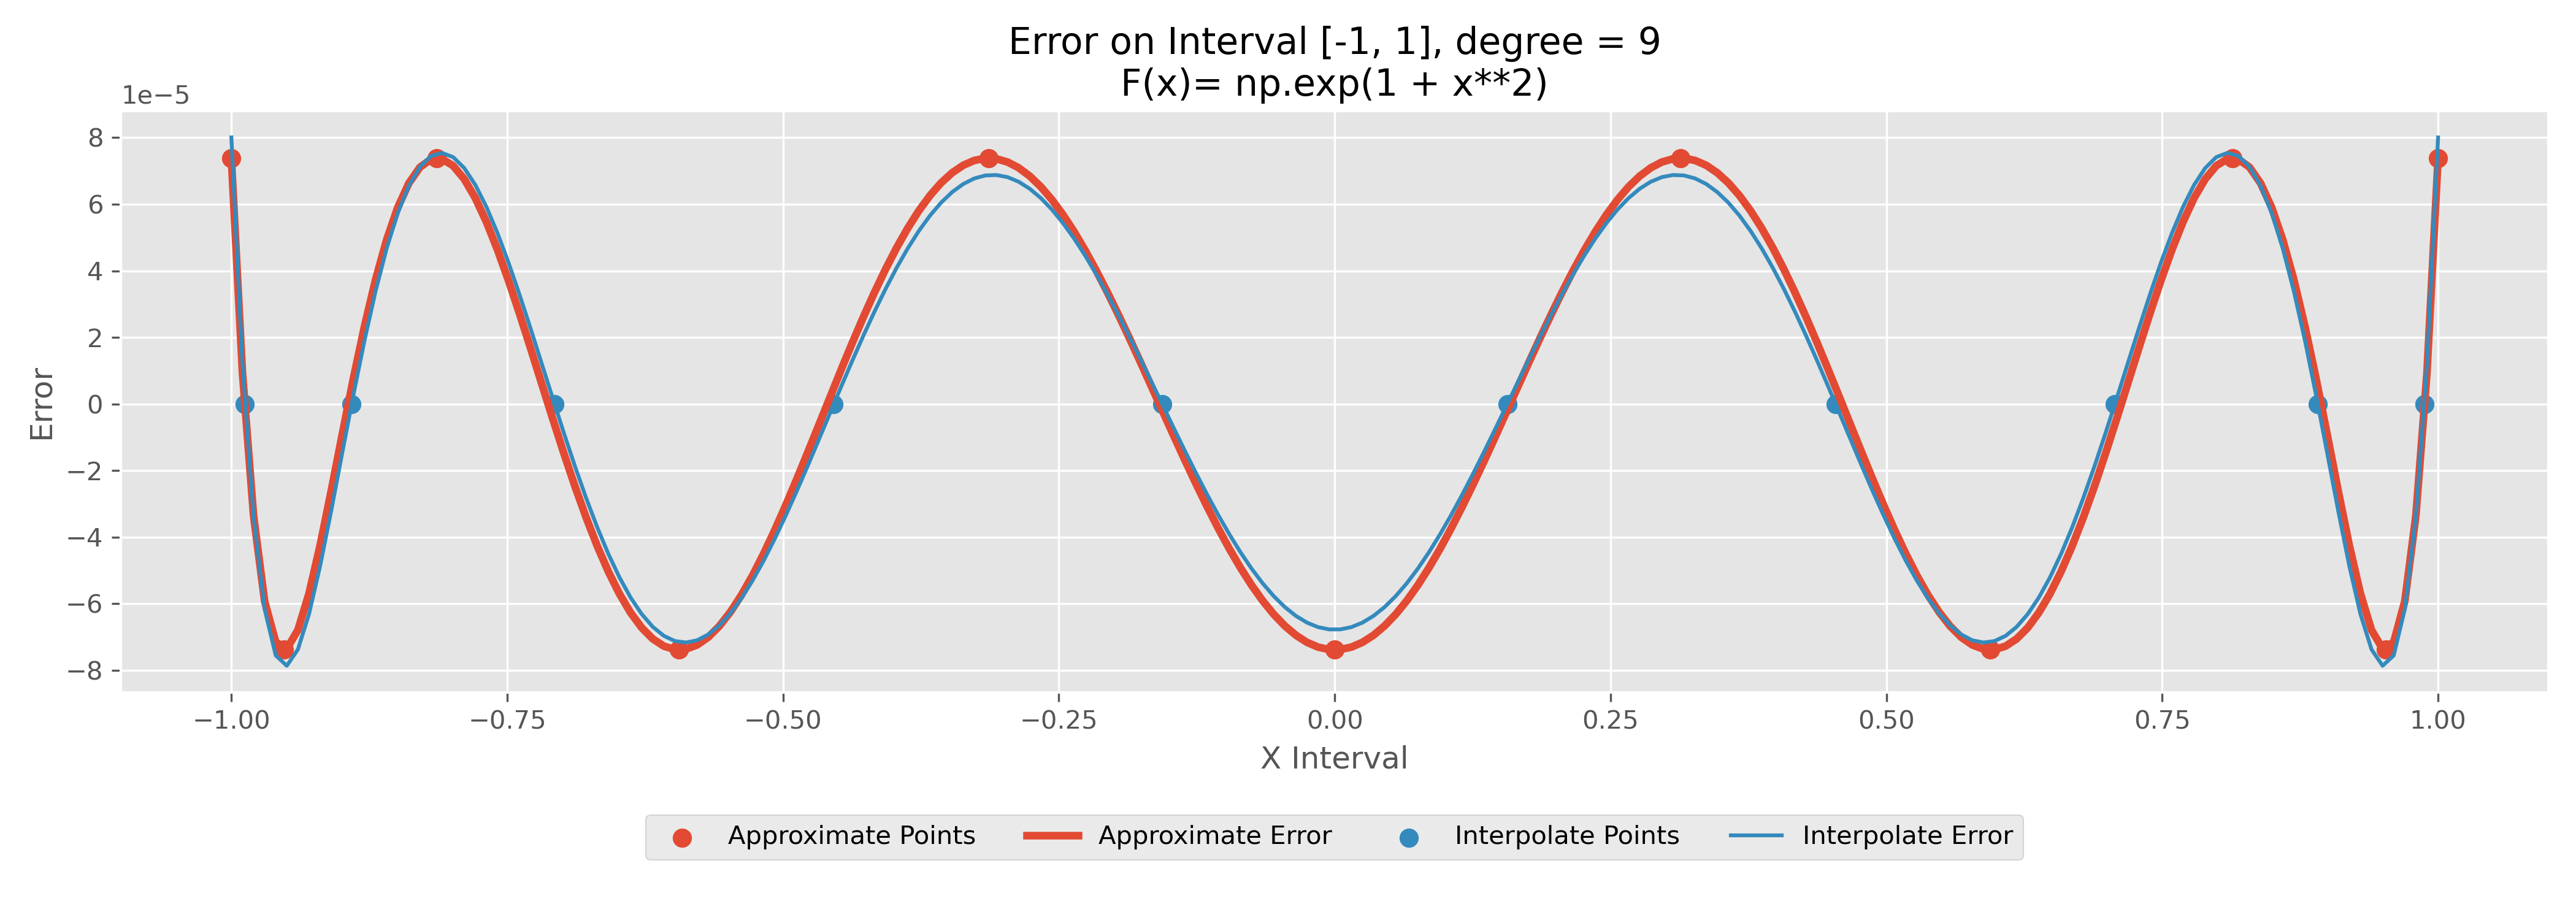 Error on Interval [-1, 1], degree = 9
F(x)= np.exp(1 + x**2)
1e−5
8
6
4
2
0
−2
−4
−6
−8
Error
−1.00 −0.75 −0.50 −0.25 0.00 0.25 0.50 0.75 1.00
X Interval
Approximate Points Approximate Error Interpolate Points Interpolate Error